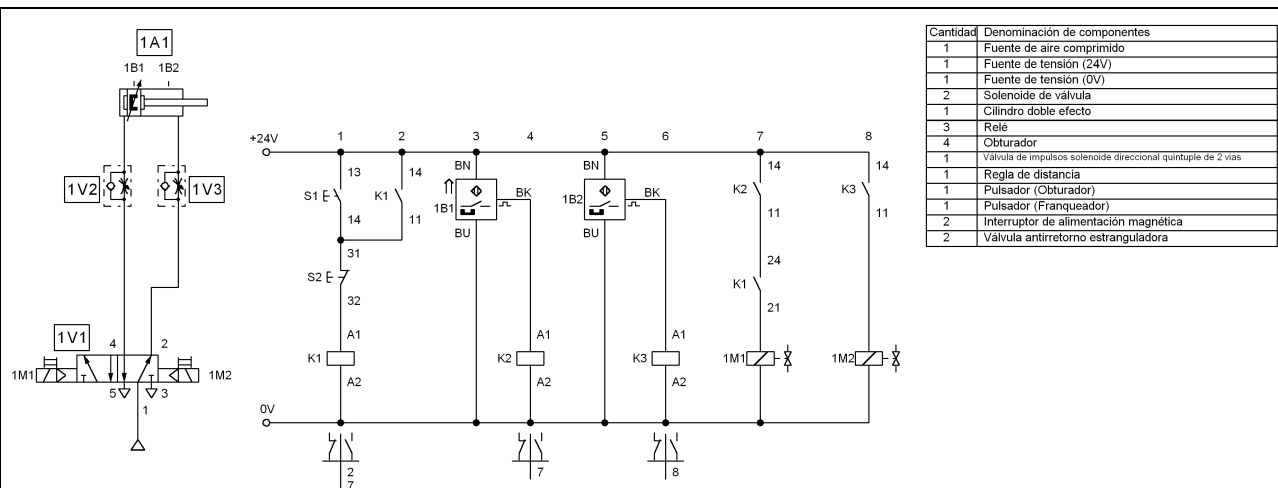 1A1
1B1 1B2
1V2 1V3
1V1
4 2
1M1 1M2
5 3
1
+24V
1 2 3 4 5 6 7 8
13 14 BN BN 14 14
S1 K1 1B1 BK 1B2 BK K2 K3
14 11 BU BU 11 11
31 24
S2 K1
32 21
A1 A1 A1
K1 K2 K3 1M1 1M2
A2 A2 A2
0V
2 7 8
7
Cantidad Denominación de componentes
1 Fuente de aire comprimido
1 Fuente de tensión (24V)
1 Fuente de tensión (0V)
2 Solenoide de válvula
1 Cilindro doble efecto
3 Relé
4 Obturador
1 Válvula de impulsos solenoide direccional quintuple de 2 vias
1 Regla de distancia
1 Pulsador (Obturador)
1 Pulsador (Franqueador)
2 Interruptor de alimentación magnética
2 Válvula antirretorno estranguladora